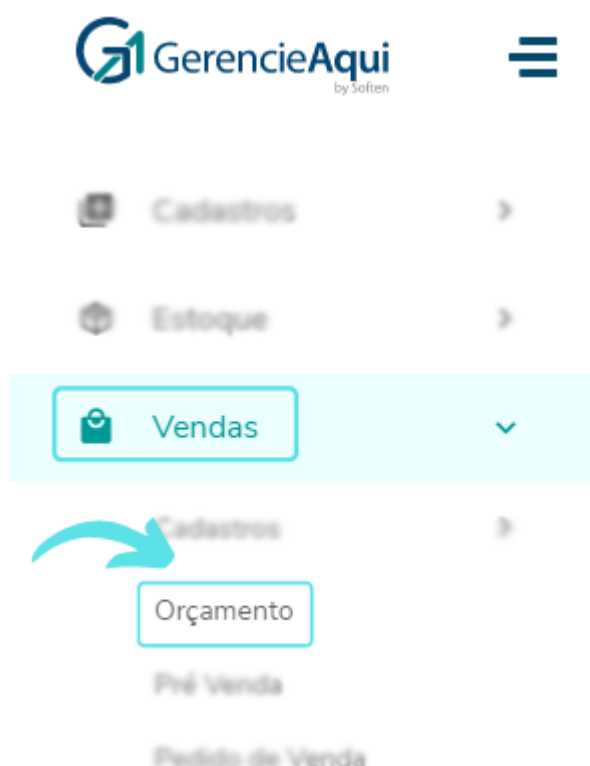 GerencieAqui
by Soften
Cadastros
Estoque
Vendas
Cadastros
Orçamento
Pré Venda
Pedido de Venda